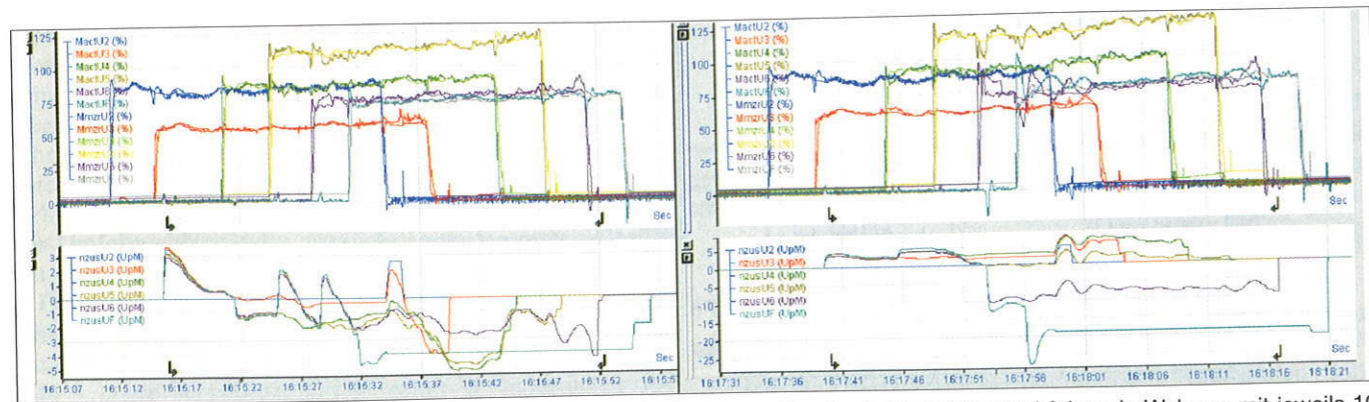 125
100
75
50
25
0
MactU2 (%)
MactU3 (%)
MactU4 (%)
MactU5 (%)
MactU6 (%)
MactUF (%)
MmzrU2 (%)
MmzrU3 (%)
MmzrU6 (%)
Sec
3
2
1
0
-1
-2
-3
-4
-5
nzusU2 (UpM)
nzusU3 (UpM)
nzusU4 (UpM)
nzusU5 (UpM)
nzusU6 (UpM)
nzusUF (UpM)
Sec
16:15:07 16:15:12 16:15:17 16:15:22 16:15:27 16:15:32 16:15:37 16:15:42 16:15:47 16:15:52
125
100
75
50
25
0
MactU2 (%)
MactU3 (%)
MactU4 (%)
MactU5 (%)
MactU6 (%)
MactUF (%)
MmzrU2 (%)
MmzrU3 (%)
MmzrU4 (%)
MmzrU6 (%)
MmzrUF (%)
Sec
5
0
-5
-10
-15
-20
-25
nzusU2 (UpM)
nzusU3 (UpM)
nzusU4 (UpM)
nzusU5 (UpM)
nzusU6 (UpM)
nzusUF (UpM)
Sec
16:17:31 16:17:36 16:17:41 16:17:46 16:17:51 16:17:56 16:18:01 16:18:06 16:18:11 16:18:16 16:18:21
mit jeweils